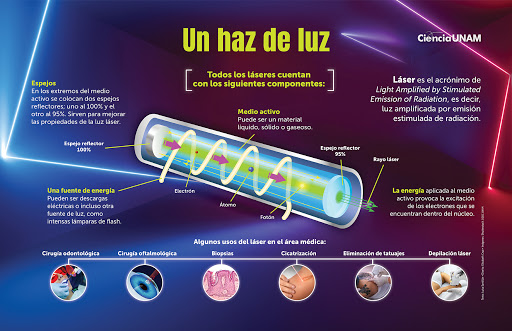 Un haz de luz
CienciaUNAM
Todos los láseres cuentan
con los siguientes componentes:
Espejos
En los extremos del medio
activo se colocan dos espejos
reflectores; uno al 100% y el
otro al 95%. Sirven para mejorar
las propiedades de la luz láser.
Láser es el acrónimo de
Light Amplified by Stimulated
Emission of Radiation, es decir,
luz amplificada por emisión
estimulada de radiación.
Medio activo
Puede ser un material
líquido, sólido o gaseoso.
Espejo reflector
100%
Espejo reflector
95%
Rayo láser
Una fuente de energía
Pueden ser descargas
eléctricas o incluso otra
fuente de luz, como
intensas lámparas de flash.
Electrón
Átomo
Fotón
La energía aplicada al medio
activo provoca la excitación
de los electrones que se
encuentran dentro del núcleo.
Algunos usos del láser en el área médica:
Cirugía odontológica
Cirugía oftalmológica
Biopsias
Cicatrización
Eliminación de tatuajes
Depilación láser